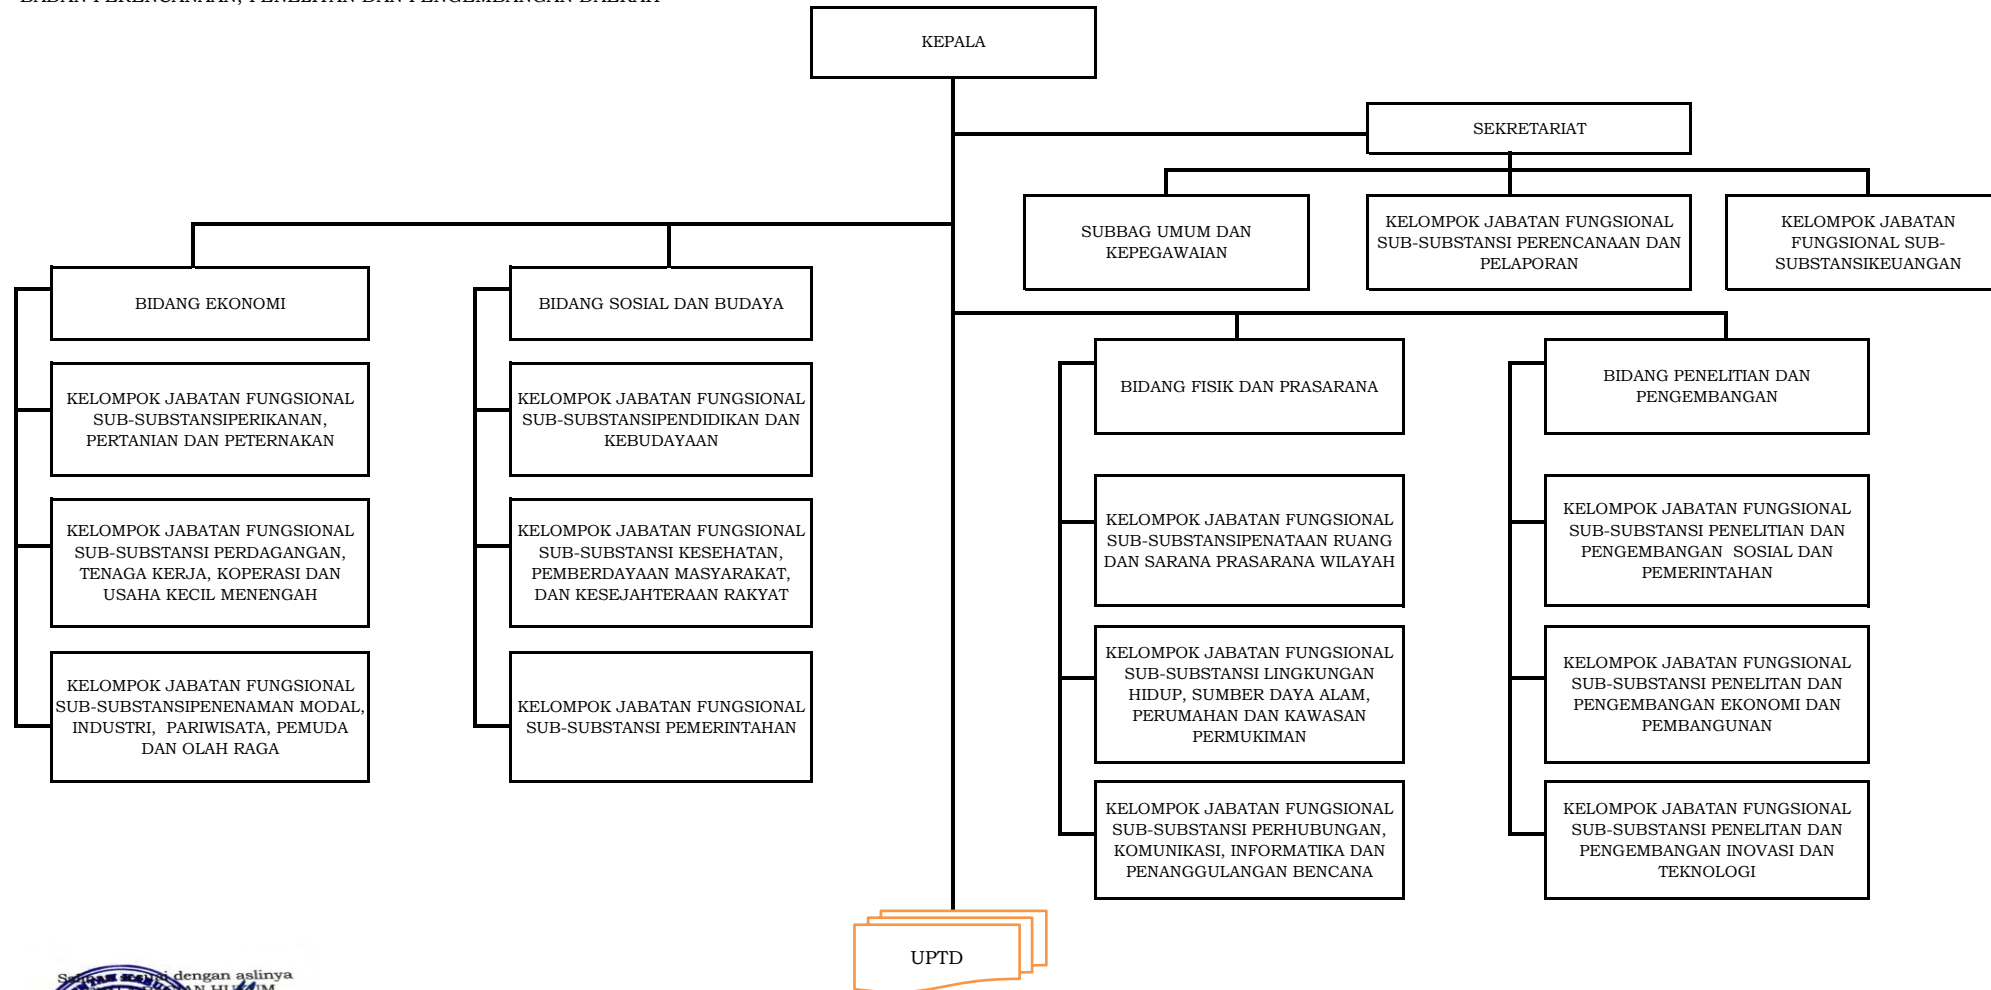 BADAN PERENCANAAN, PENELITAN DAN PENGEMBANGAN DAERAH
KEPALA
SEKRETARIAT
SUBBAG UMUM DAN
KEPEGAWAIAN
KELOMPOK JABATAN FUNGSIONAL
SUB-SUBSTANSI PERENCANAAN DAN
PELAPORAN
KELOMPOK JABATAN
FUNGSIONAL SUB-
SUBSTANSIKEUANGAN
BIDANG EKONOMI
KELOMPOK JABATAN FUNGSIONAL
SUB-SUBSTANSIPERIKANAN,
PERTANIAN DAN PETERNAKAN
KELOMPOK JABATAN FUNGSIONAL
SUB-SUBSTANSI PERDAGANGAN,
TENAGA KERJA, KOPERASI DAN
USAHA KECIL MENENGAH
KELOMPOK JABATAN FUNGSIONAL
SUB-SUBSTANSIPENENAMAN MODAL,
INDUSTRI, PARIWISATA, PEMUDA
DAN OLAH RAGA
BIDANG SOSIAL DAN BUDAYA
KELOMPOK JABATAN FUNGSIONAL
SUB-SUBSTANSIPENDIDIKAN DAN
KEBUDAYAAN
KELOMPOK JABATAN FUNGSIONAL
SUB-SUBSTANSI KESEHATAN,
PEMBERDAYAAN MASYARAKAT,
DAN KESEJAHTERAAN RAKYAT
KELOMPOK JABATAN FUNGSIONAL
SUB-SUBSTANSI PEMERINTAHAN
BIDANG FISIK DAN PRASARANA
KELOMPOK JABATAN FUNGSIONAL
SUB-SUBSTANSIPENATAAN RUANG
DAN SARANA PRASARANA WILAYAH
KELOMPOK JABATAN FUNGSIONAL
SUB-SUBSTANSI LINGKUNGAN
HIDUP, SUMBER DAYA ALAM,
PERUMAHAN DAN KAWASAN
PERMUKIMAN
KELOMPOK JABATAN FUNGSIONAL
SUB-SUBSTANSI PERHUBUNGAN,
KOMUNIKASI, INFORMATIKA DAN
PENANGGULANGAN BENCANA
BIDANG PENELITIAN DAN
PENGEMBANGAN
KELOMPOK JABATAN FUNGSIONAL
SUB-SUBSTANSI PENELITIAN DAN
PENGEMBANGAN SOSIAL DAN
PEMERINTAHAN
KELOMPOK JABATAN FUNGSIONAL
SUB-SUBSTANSI PENELITAN DAN
PENGEMBANGAN EKONOMI DAN
PEMBANGUNAN
KELOMPOK JABATAN FUNGSIONAL
SUB-SUBSTANSI PENELITAN DAN
PENGEMBANGAN INOVASI DAN
TEKNOLOGI
UPTD
dengan aslinya
HUKUM